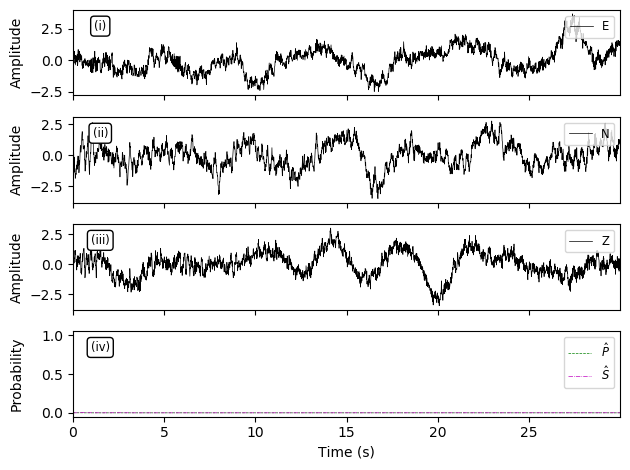 Amplitude
2.5
0.0
−2.5
(i)
E
Amplitude
2.5
0.0
−2.5
(ii)
N
Amplitude
2.5
0.0
−2.5
(iii)
Z
Probability
1.0
0.5
0.0
(iv)
P̂
Ŝ
0 5 10 15 20 25
Time (s)